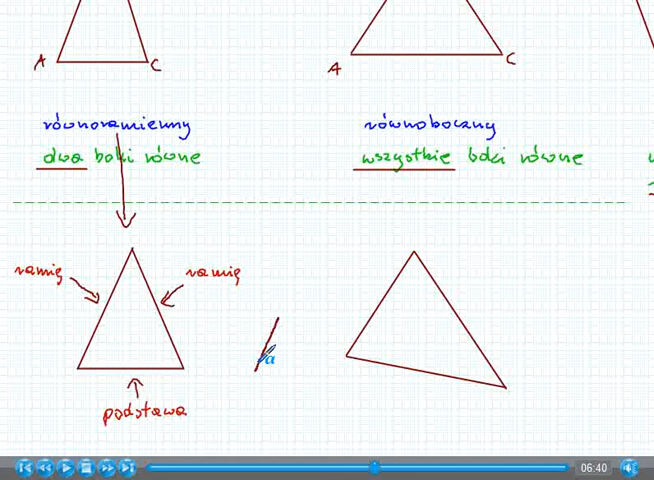 A C
A C
równoramienny
dwa boki równe
równoboczny
wszystkie boki równe
ramię ramię
podstawa
06:40